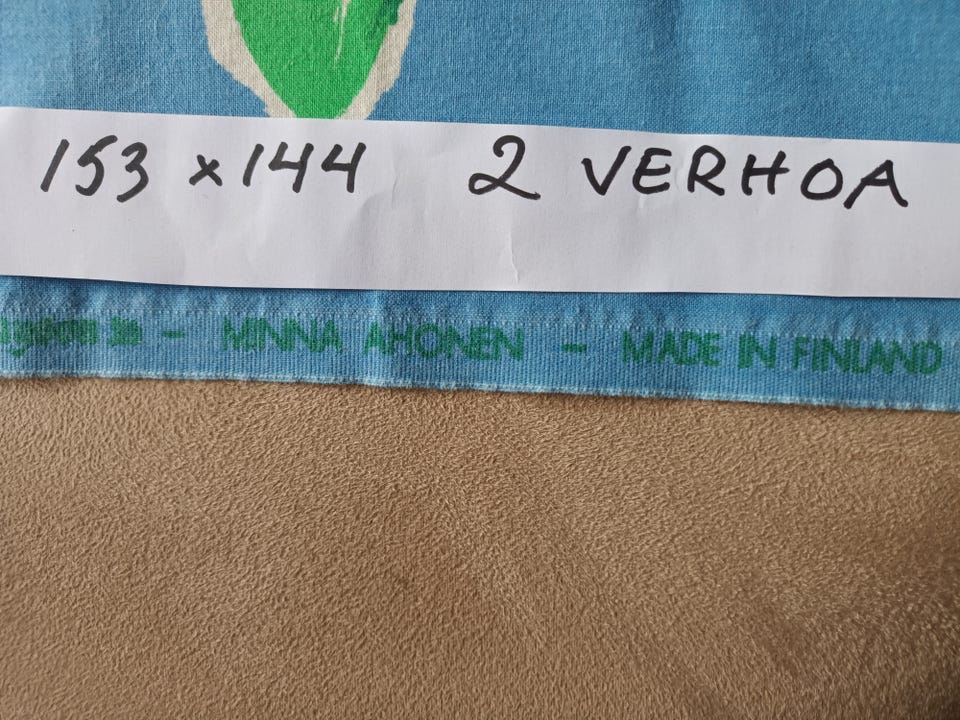 153 x 144 2 VERHOA
- MINNA AHONEN - MADE IN FINLAND